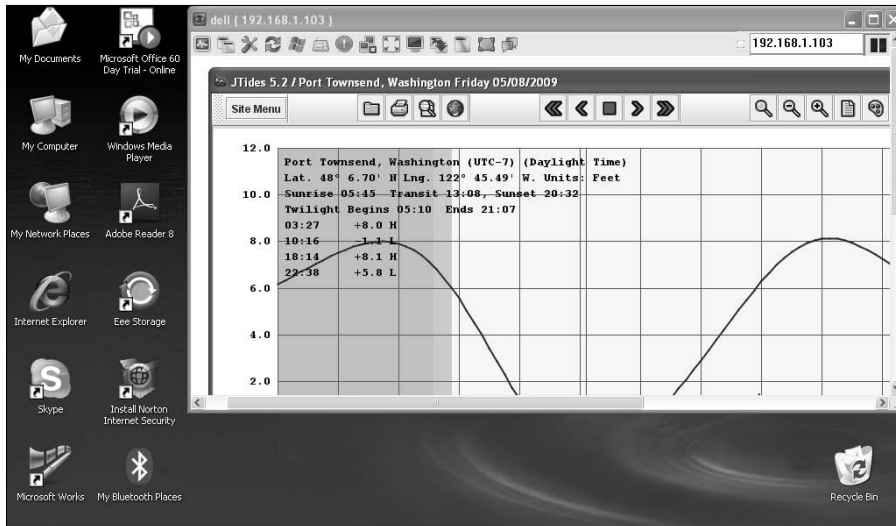 dell ( 192.168.1.103 )
192.168.1.103
JTides 5.2 / Port Townsend, Washington Friday 05/08/2009
Site Menu
12.0
10.0
8.0
6.0
4.0
2.0
Port Townsend, Washington (UTC-7) (Daylight Time)
Lat. 48° 6.70' N Lng. 122° 45.49' W. Units: Feet
Sunrise 05:45 Transit 13:08, Sunset 20:32
Twilight Begins 05:10 Ends 21:07
03:27 +8.0 H
10:16 -1.1 L
18:14 +8.1 H
22:38 +5.8 L
My Documents
Microsoft Office 60
Day Trial - Online
My Computer
Windows Media
Player
My Network Places
Adobe Reader 8
Internet Explorer
Eee Storage
Skype
Install Norton
Internet Security
Microsoft Works
My Bluetooth Places
Recycle Bin